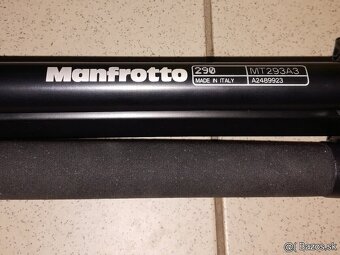 Manfrotto 290 MT293A3
MADE IN ITALY A2489923
© Bazos.sk